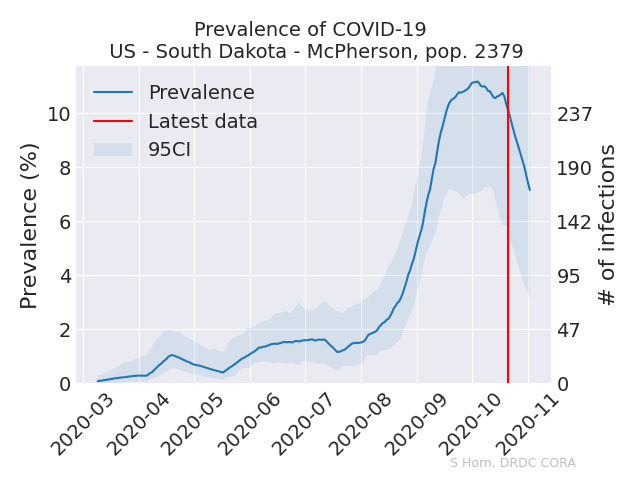 Prevalence of COVID-19
US - South Dakota - McPherson, pop. 2379
Prevalence
Latest data
95CI
Prevalence (%)
10
8
6
4
2
0
237
190
142
95
47
0
# of infections
2020-03
2020-04
2020-05
2020-06
2020-07
2020-08
2020-09
2020-10
2020-11
S Horn, DRDC CORA